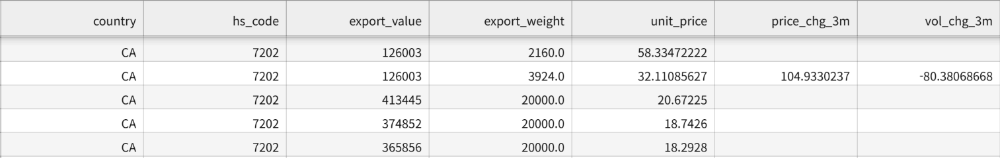 country hs_code export_value export_weight unit_price price_chg_3m vol_chg_3m
CA 7202 126003 2160.0 58.33472222
CA 7202 126003 3924.0 32.11085627 104.9330237 -80.38068668
CA 7202 413445 20000.0 20.67225
CA 7202 374852 20000.0 18.7426
CA 7202 365856 20000.0 18.2928